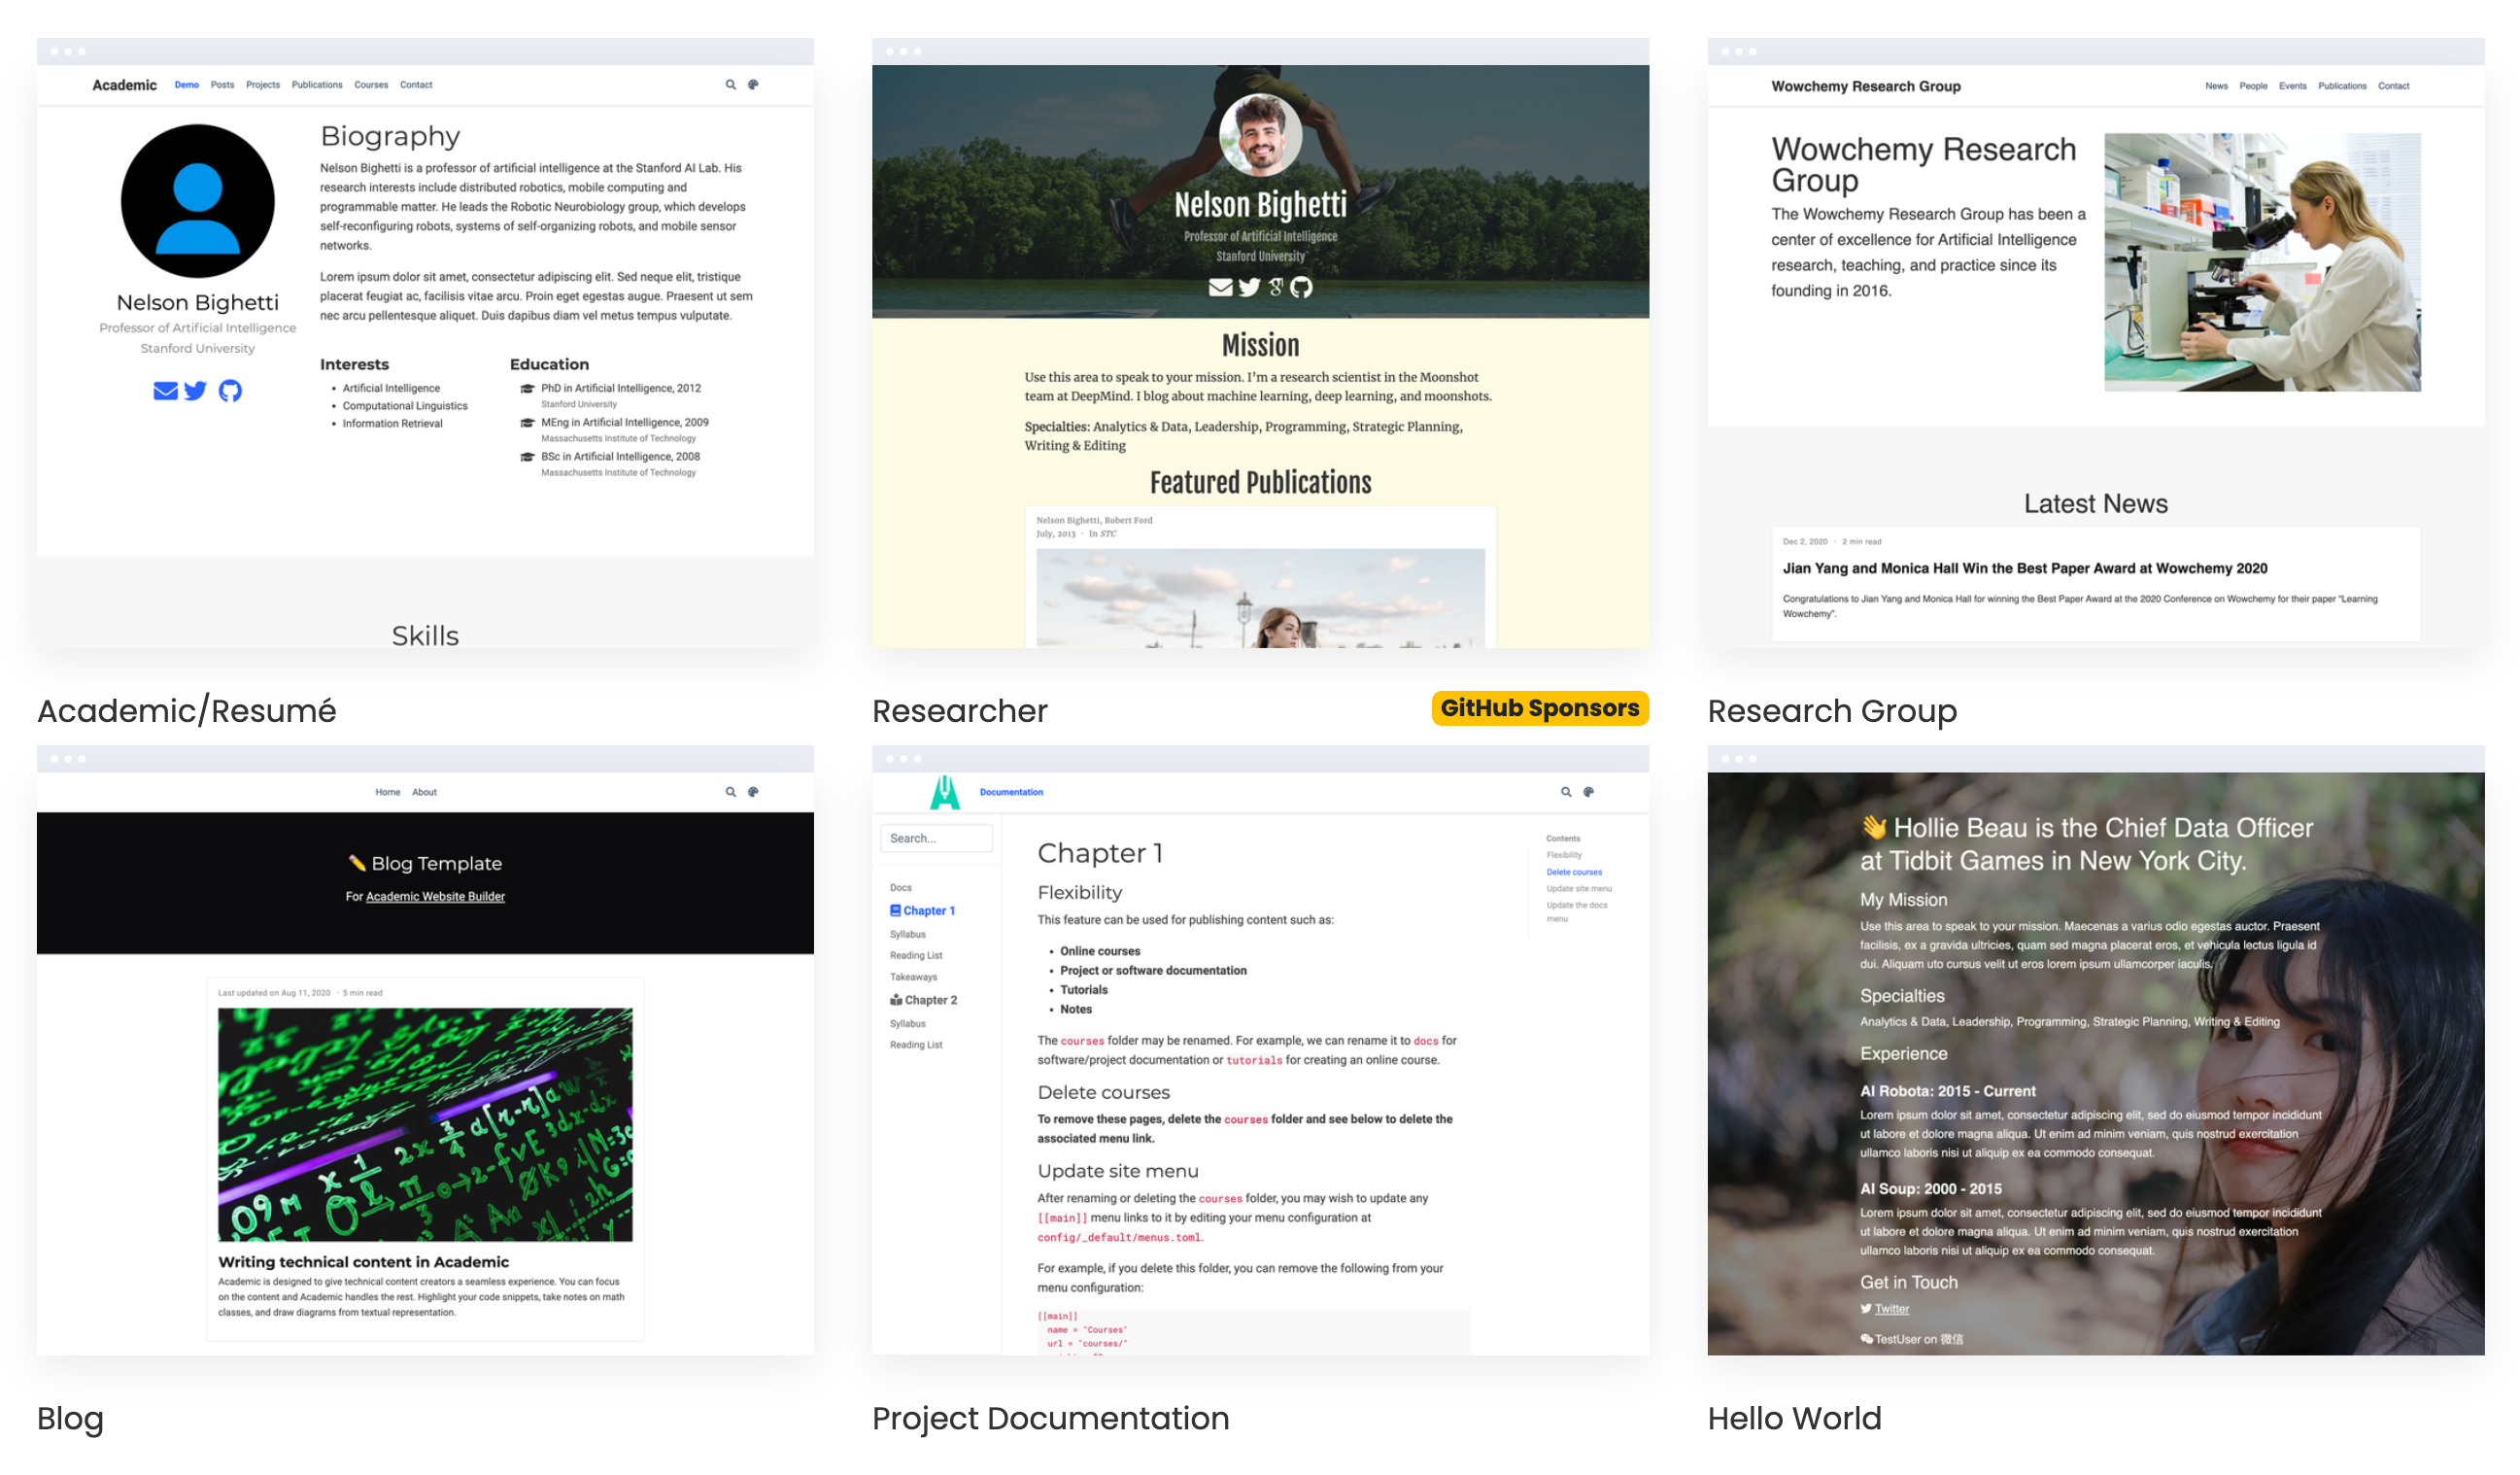 Academic Demo Posts Projects Publications Courses Contact
Biography
Nelson Bighetti is a professor of artificial intelligence at the Stanford AI Lab. His
research interests include distributed robotics, mobile computing and
programmable matter. He leads the Robotic Neurobiology group, which develops
self-reconfiguring robots, systems of self-organizing robots, and mobile sensor
networks.
Lorem ipsum dolor sit amet, consectetur adipiscing elit. Sed neque elit, tristique
placerat feugiat ac, facilisis vitae arcu. Proin eget egestas augue. Praesent ut sem
nec arcu pellentesque aliquet. Duis dapibus diam vel metus tempus vulputate.
Nelson Bighetti
Professor of Artificial Intelligence
Stanford University
Interests
Artificial Intelligence
Computational Linguistics
Information Retrieval
Education
PhD in Artificial Intelligence, 2012
Stanford University
MEng in Artificial Intelligence, 2009
Massachusetts Institute of Technology
BSc in Artificial Intelligence, 2008
Massachusetts Institute of Technology
Skills
Academic/Resumé
Nelson Bighetti
Professor of Artificial Intelligence
Stanford University
Mission
Use this area to speak to your mission. I'm a research scientist in the Moonshot
team at DeepMind. I blog about machine learning, deep learning, and moonshots.
Specialties: Analytics & Data, Leadership, Programming, Strategic Planning,
Writing & Editing
Featured Publications
Nelson Bighetti, Robert Ford
July, 2013 · In STC
Researcher
GitHub Sponsors
Wowchemy Research Group News People Events Publications Contact
Wowchemy Research
Group
The Wowchemy Research Group has been a
center of excellence for Artificial Intelligence
research, teaching, and practice since its
founding in 2016.
Latest News
Dec 2, 2020 · 2 min read
Jian Yang and Monica Hall Win the Best Paper Award at Wowchemy 2020
Congratulations to Jian Yang and Monica Hall for winning the Best Paper Award at the 2020 Conference on Wowchemy for their paper "Learning
Wowchemy".
Research Group
Home About
✏️ Blog Template
For Academic Website Builder
Last updated on Aug 11, 2020 · 5 min read
Writing technical content in Academic
Academic is designed to give technical content creators a seamless experience. You can focus
on the content and Academic handles the rest. Highlight your code snippets, take notes on math
classes, and draw diagrams from textual representation.
Blog
Documentation
Search...
Docs
Chapter 1
Syllabus
Reading List
Takeaways
Chapter 2
Syllabus
Reading List
Chapter 1
Flexibility
This feature can be used for publishing content such as:
Online courses
Project or software documentation
Tutorials
Notes
The courses folder may be renamed. For example, we can rename it to docs for
software/project documentation or tutorials for creating an online course.
Delete courses
To remove these pages, delete the courses folder and see below to delete the
associated menu link.
Update site menu
After renaming or deleting the courses folder, you may wish to update any
[[main]] menu links to it by editing your menu configuration at
config/_default/menus.toml.
For example, if you delete this folder, you can remove the following from your
menu configuration:
[[main]]
name = "Courses"
url = "courses/"
Contents
Flexibility
Delete courses
Update site menu
Update the docs
menu
Project Documentation
👋 Hollie Beau is the Chief Data Officer
at Tidbit Games in New York City.
My Mission
Use this area to speak to your mission. Maecenas a varius odio egestas auctor. Praesent
facilisis, ex a gravida ultricies, quam sed magna placerat eros, et vehicula lectus ligula id
dui. Aliquam uto cursus velit ut eros lorem ipsum ullamcorper iaculis.
Specialties
Analytics & Data, Leadership, Programming, Strategic Planning, Writing & Editing
Experience
AI Robota: 2015 - Current
Lorem ipsum dolor sit amet, consectetur adipiscing elit, sed do eiusmod tempor incididunt
ut labore et dolore magna aliqua. Ut enim ad minim veniam, quis nostrud exercitation
ullamco laboris nisi ut aliquip ex ea commodo consequat.
AI Soup: 2000 - 2015
Lorem ipsum dolor sit amet, consectetur adipiscing elit, sed do eiusmod tempor incididunt
ut labore et dolore magna aliqua. Ut enim ad minim veniam, quis nostrud exercitation
ullamco laboris nisi ut aliquip ex ea commodo consequat.
Get in Touch
Twitter
TestUser on 微信
Hello World